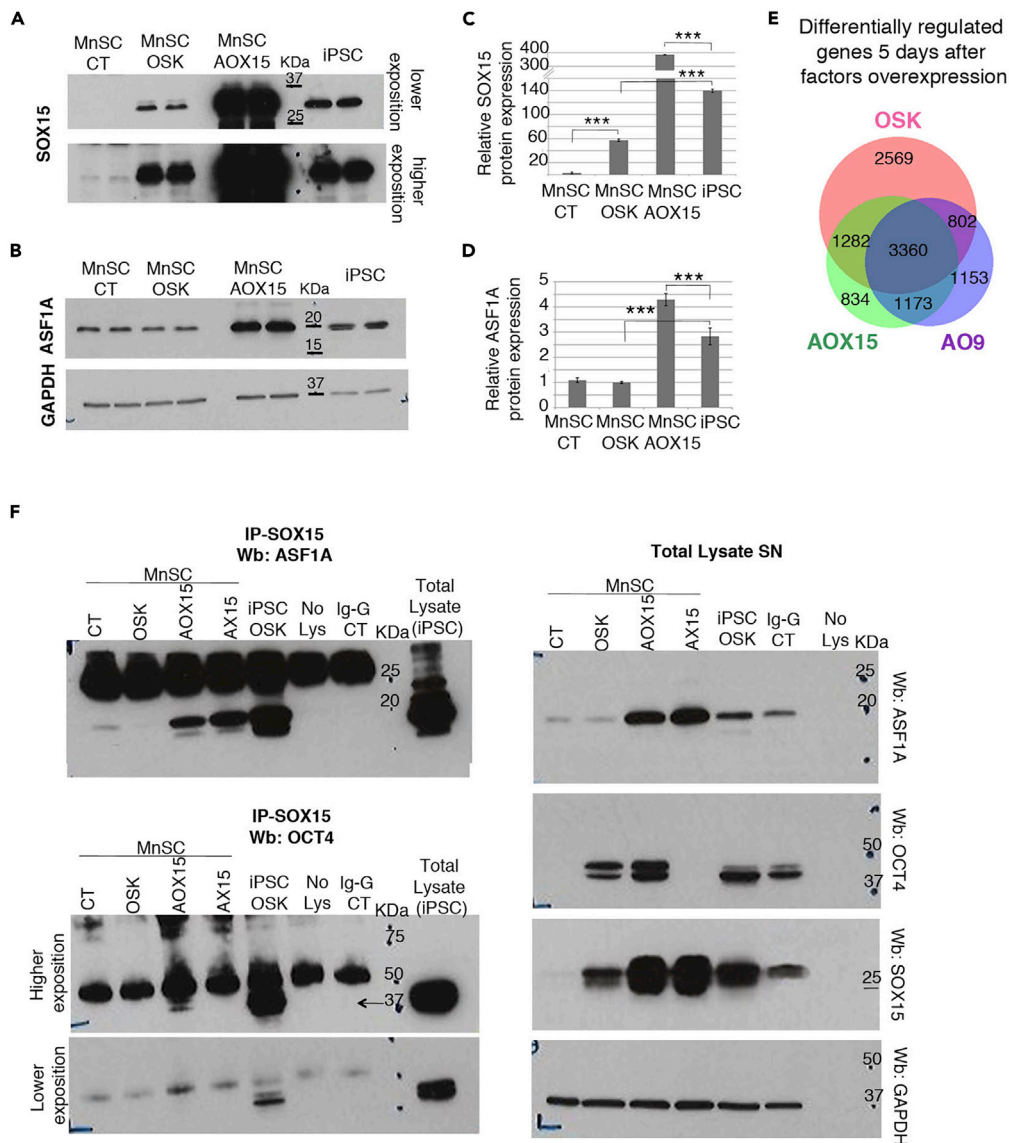 A
MnSC CT
MnSC OSK
MnSC AOX15
KDa
iPSC
37
25
SOX15
lower exposition
higher exposition
B
MnSC CT
MnSC OSK
MnSC AOX15
KDa
iPSC
20
15
37
ASF1A
GAPDH
C
Relative SOX15
protein expression
400
300
140
100
60
20
***
***
***
MnSC CT
MnSC OSK
MnSC AOX15
iPSC
D
Relative ASF1A
protein expression
5
4
3
2
1
0
***
***
MnSC CT
MnSC OSK
MnSC AOX15
iPSC
E
Differentially regulated
genes 5 days after
factors overexpression
OSK
2569
1282
802
3360
834
1173
1153
AOX15
AO9
F
IP-SOX15
Wb: ASF1A
MnSC
CT
OSK
AOX15
AX15
iPSC OSK
No Lys
Ig-G CT
KDa
Total Lysate (iPSC)
25
20
IP-SOX15
Wb: OCT4
MnSC
CT
OSK
AOX15
AX15
iPSC OSK
No Lys
Ig-G CT
KDa
Total Lysate (iPSC)
75
50
37
Higher exposition
Lower exposition
Total Lysate SN
MnSC
CT
OSK
AOX15
AX15
iPSC OSK
Ig-G CT
No Lys
KDa
25
20
Wb: ASF1A
50
37
Wb: OCT4
25
Wb: SOX15
50
37
Wb: GAPDH